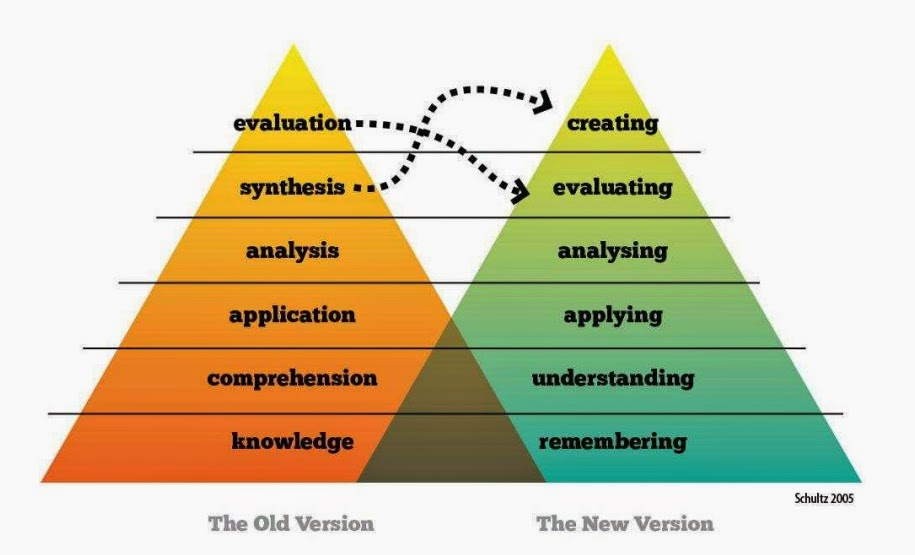 evaluation
creating
synthesis
evaluating
analysis
analysing
application
applying
comprehension
understanding
knowledge
remembering
Schultz 2005
The Old Version
The New Version